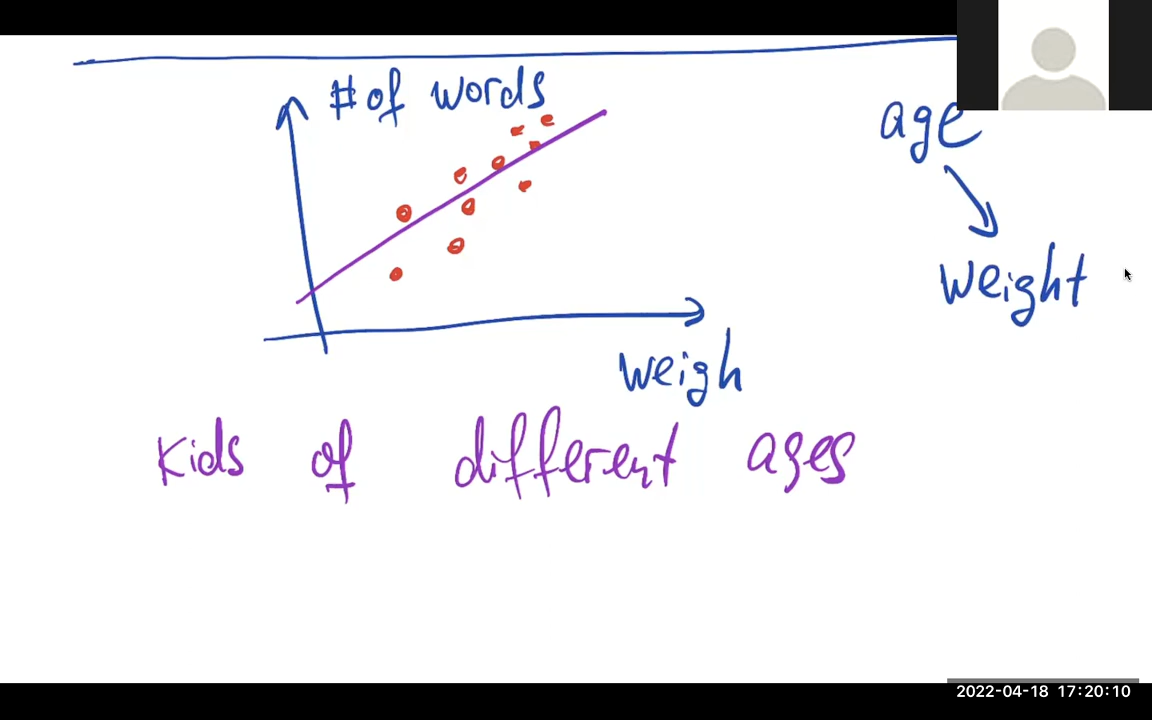 # of words
age
weight
weigh
kids of different ages
2022-04-18 17:20:10